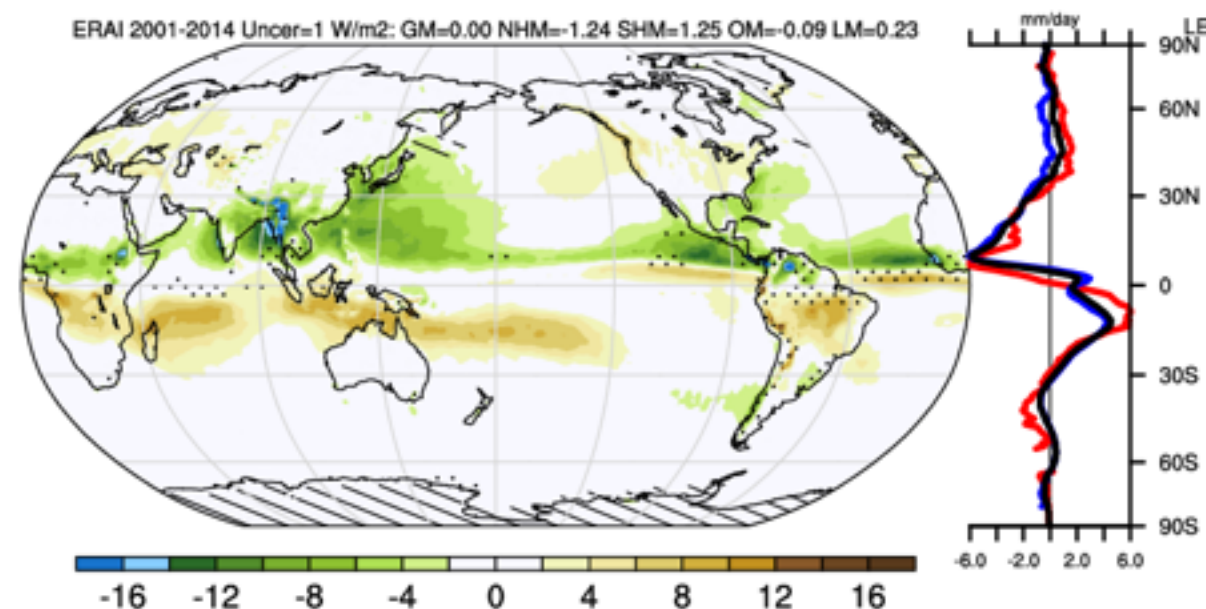 ERAI 2001-2014 Uncer=1 W/m2: GM=0.00 NHM=-1.24 SHM=1.25 OM=-0.09 LM=0.23
mm/day
LE
90N
60N
30N
0
30S
60S
90S
-6.0 -2.0 2.0 6.0
-16 -12 -8 -4 0 4 8 12 16